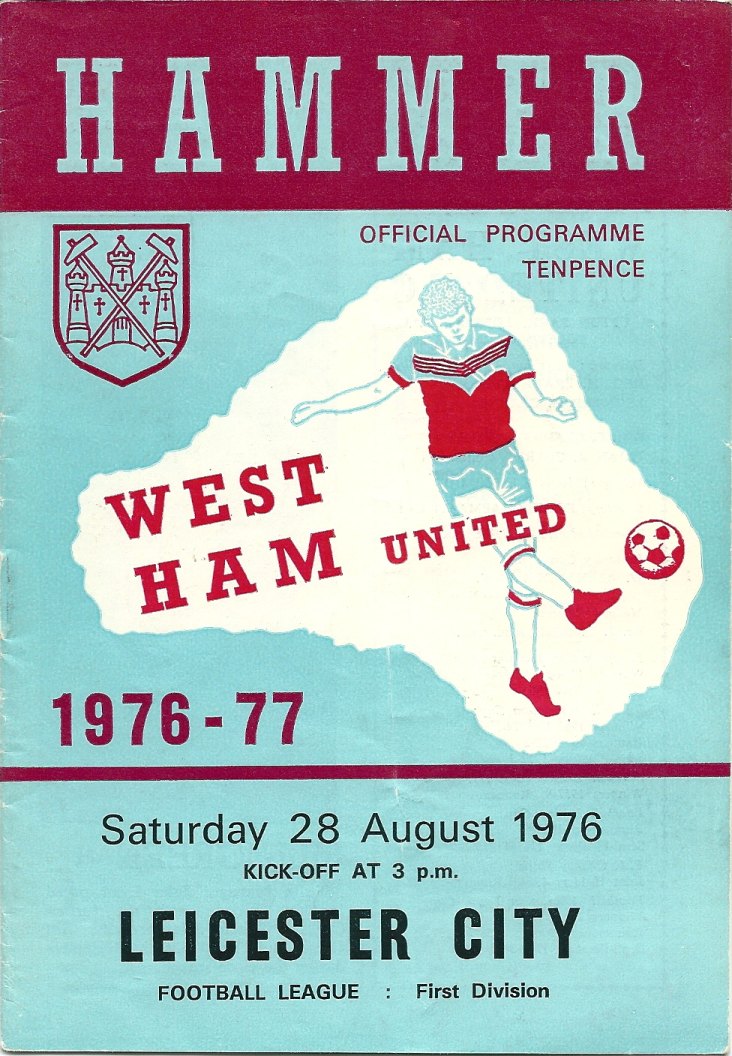 HAMMER
OFFICIAL PROGRAMME
TENPENCE
WEST
HAM UNITED
1976-77
Saturday 28 August 1976
KICK-OFF AT 3 p.m.
LEICESTER CITY
FOOTBALL LEAGUE : First Division